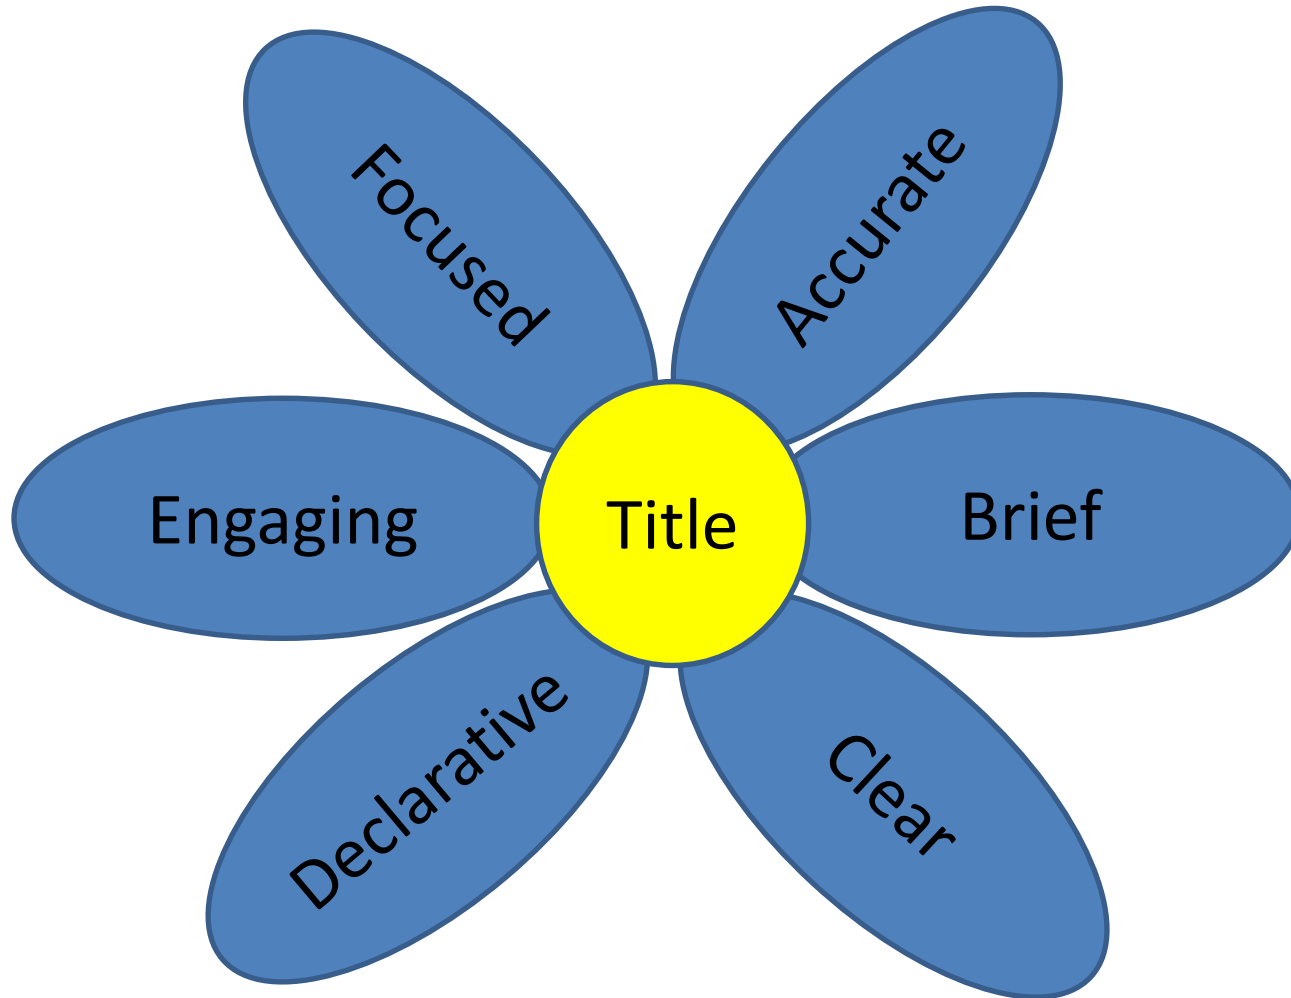 Focused
Accurate
Engaging
Title
Brief
Declarative
Clear